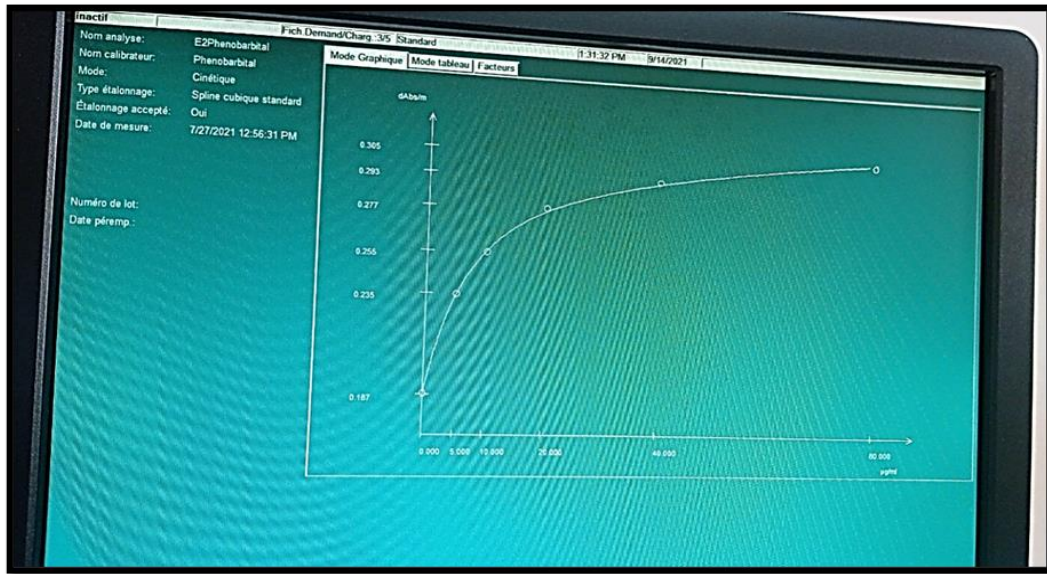 Inactif
Fich.Demand/Charg.:3/5 Standard 1:31:32 PM 9/14/2021
Nom analyse: E2Phenobarbital
Nom calibrateur: Phenobarbital
Mode: Cinétique
Type étalonnage: Spline cubique standard
Étalonnage accepté: Oui
Date de mesure: 7/27/2021 12:56:31 PM
Numéro de lot:
Date péremp.:
Mode Graphique Mode tableau Facteurs
dAbs/m
0.305
0.293
0.277
0.255
0.235
0.187
0.000 5.000 10.000 20.000 40.000 80.000
µg/ml